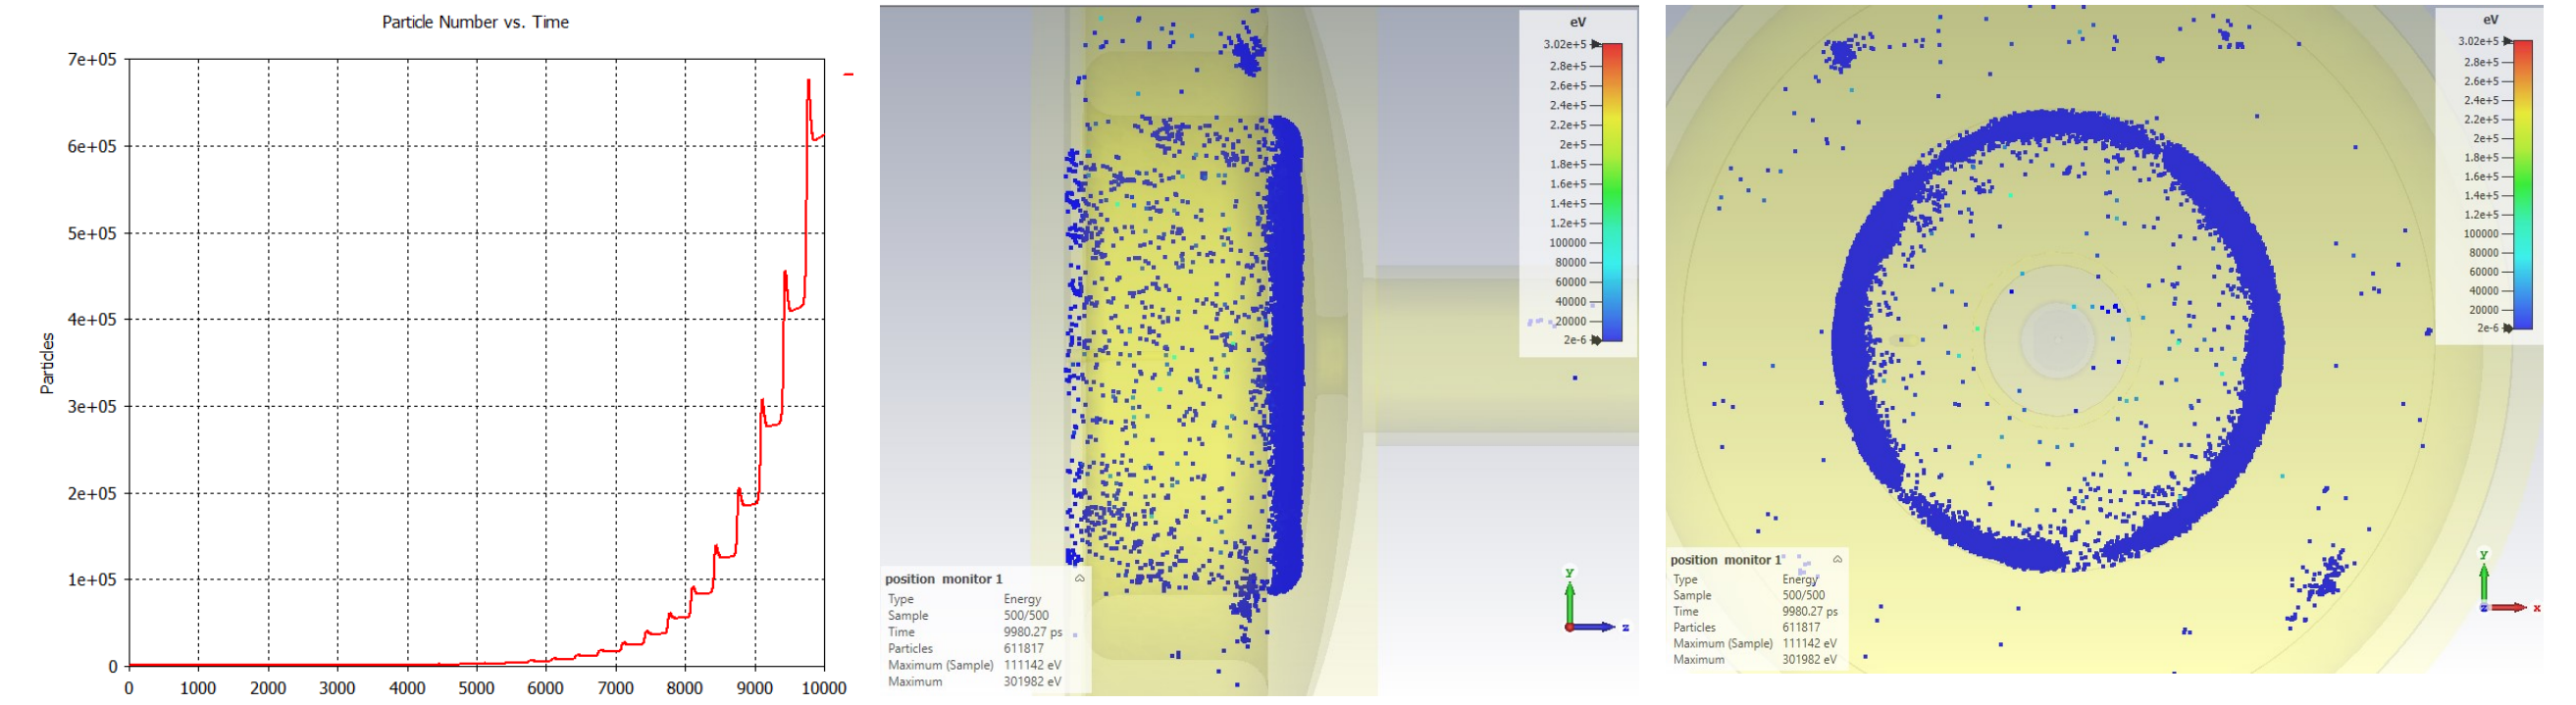 Particle Number vs. Time
7e+05
6e+05
5e+05
4e+05
3e+05
2e+05
1e+05
0
Particles
0 1000 2000 3000 4000 5000 6000 7000 8000 9000 10000
eV
3.02e+5
2.8e+5
2.6e+5
2.4e+5
2.2e+5
2e+5
1.8e+5
1.6e+5
1.4e+5
1.2e+5
100000
80000
60000
40000
20000
2e-6
position monitor 1
Type Energy
Sample 500/500
Time 9980.27 ps
Particles 611817
Maximum (Sample) 111142 eV
Maximum 301982 eV
Y
z
eV
3.02e+5
2.8e+5
2.6e+5
2.4e+5
2.2e+5
2e+5
1.8e+5
1.6e+5
1.4e+5
1.2e+5
100000
80000
60000
40000
20000
2e-6
position monitor 1
Type Energy
Sample 500/500
Time 9980.27 ps
Particles 611817
Maximum (Sample) 111142 eV
Maximum 301982 eV
Y
z x